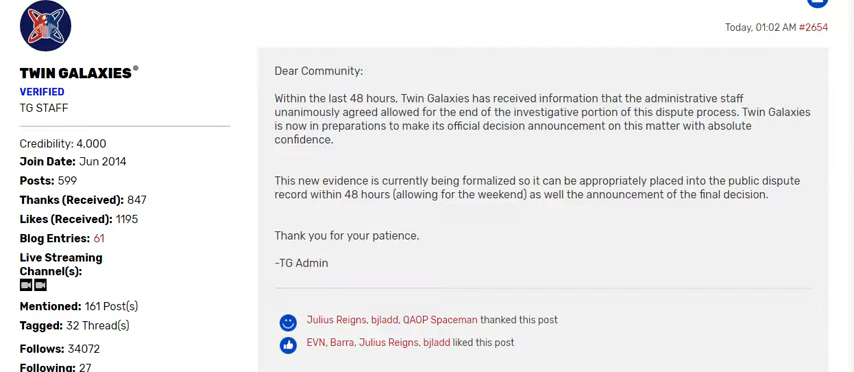 Today, 01:02 AM #2654
TWIN GALAXIES
VERIFIED
TG STAFF
Credibility: 4,000
Join Date: Jun 2014
Posts: 599
Thanks (Received): 847
Likes (Received): 1195
Blog Entries: 61
Live Streaming
Channel(s):
Mentioned: 161 Post(s)
Tagged: 32 Thread(s)
Follows: 34072
Following: 27
Dear Community:
Within the last 48 hours, Twin Galaxies has received information that the administrative staff
unanimously agreed allowed for the end of the investigative portion of this dispute process. Twin Galaxies
is now in preparations to make its official decision announcement on this matter with absolute
confidence.
This new evidence is currently being formalized so it can be appropriately placed into the public dispute
record within 48 hours (allowing for the weekend) as well the announcement of the final decision.
Thank you for your patience.
-TG Admin
Julius Reigns, bjladd, QAOP Spaceman thanked this post
EVN, Barra, Julius Reigns, bjladd liked this post